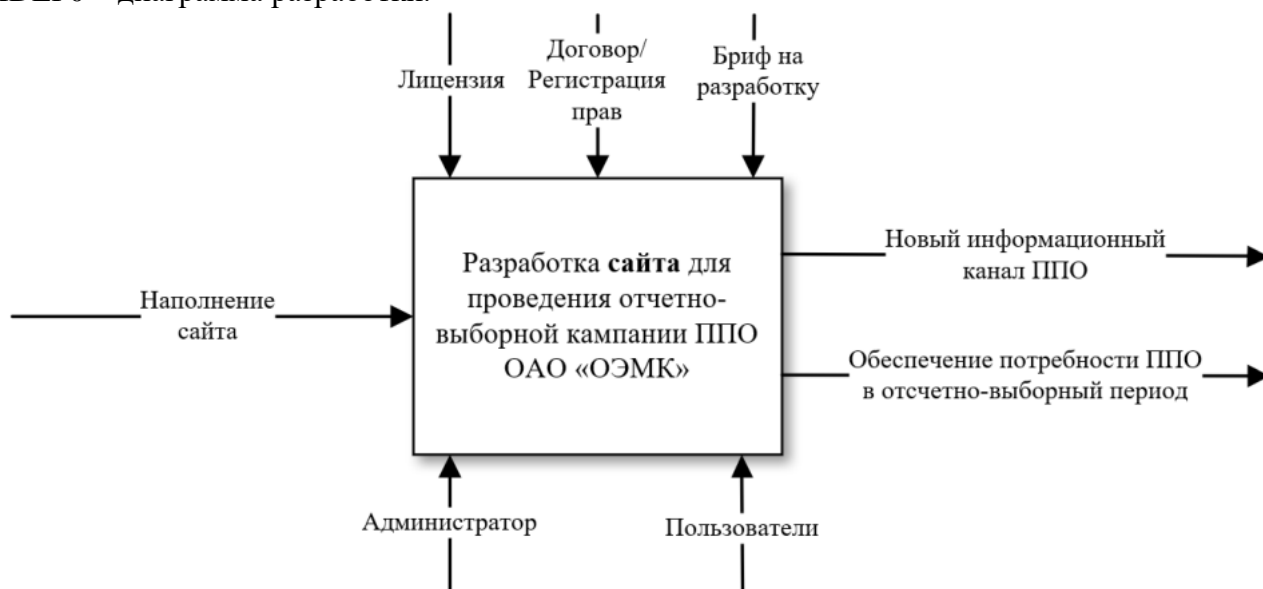 Лицензия
Договор/
Регистрация
прав
Бриф на
разработку
Разработка сайта для
проведения отчетно-
выборной кампании ППО
ОАО «ОЭМК»
Наполнение
сайта
Новый информационный
канал ППО
Обеспечение потребности ППО
в отсчетно-выборный период
Администратор
Пользователи